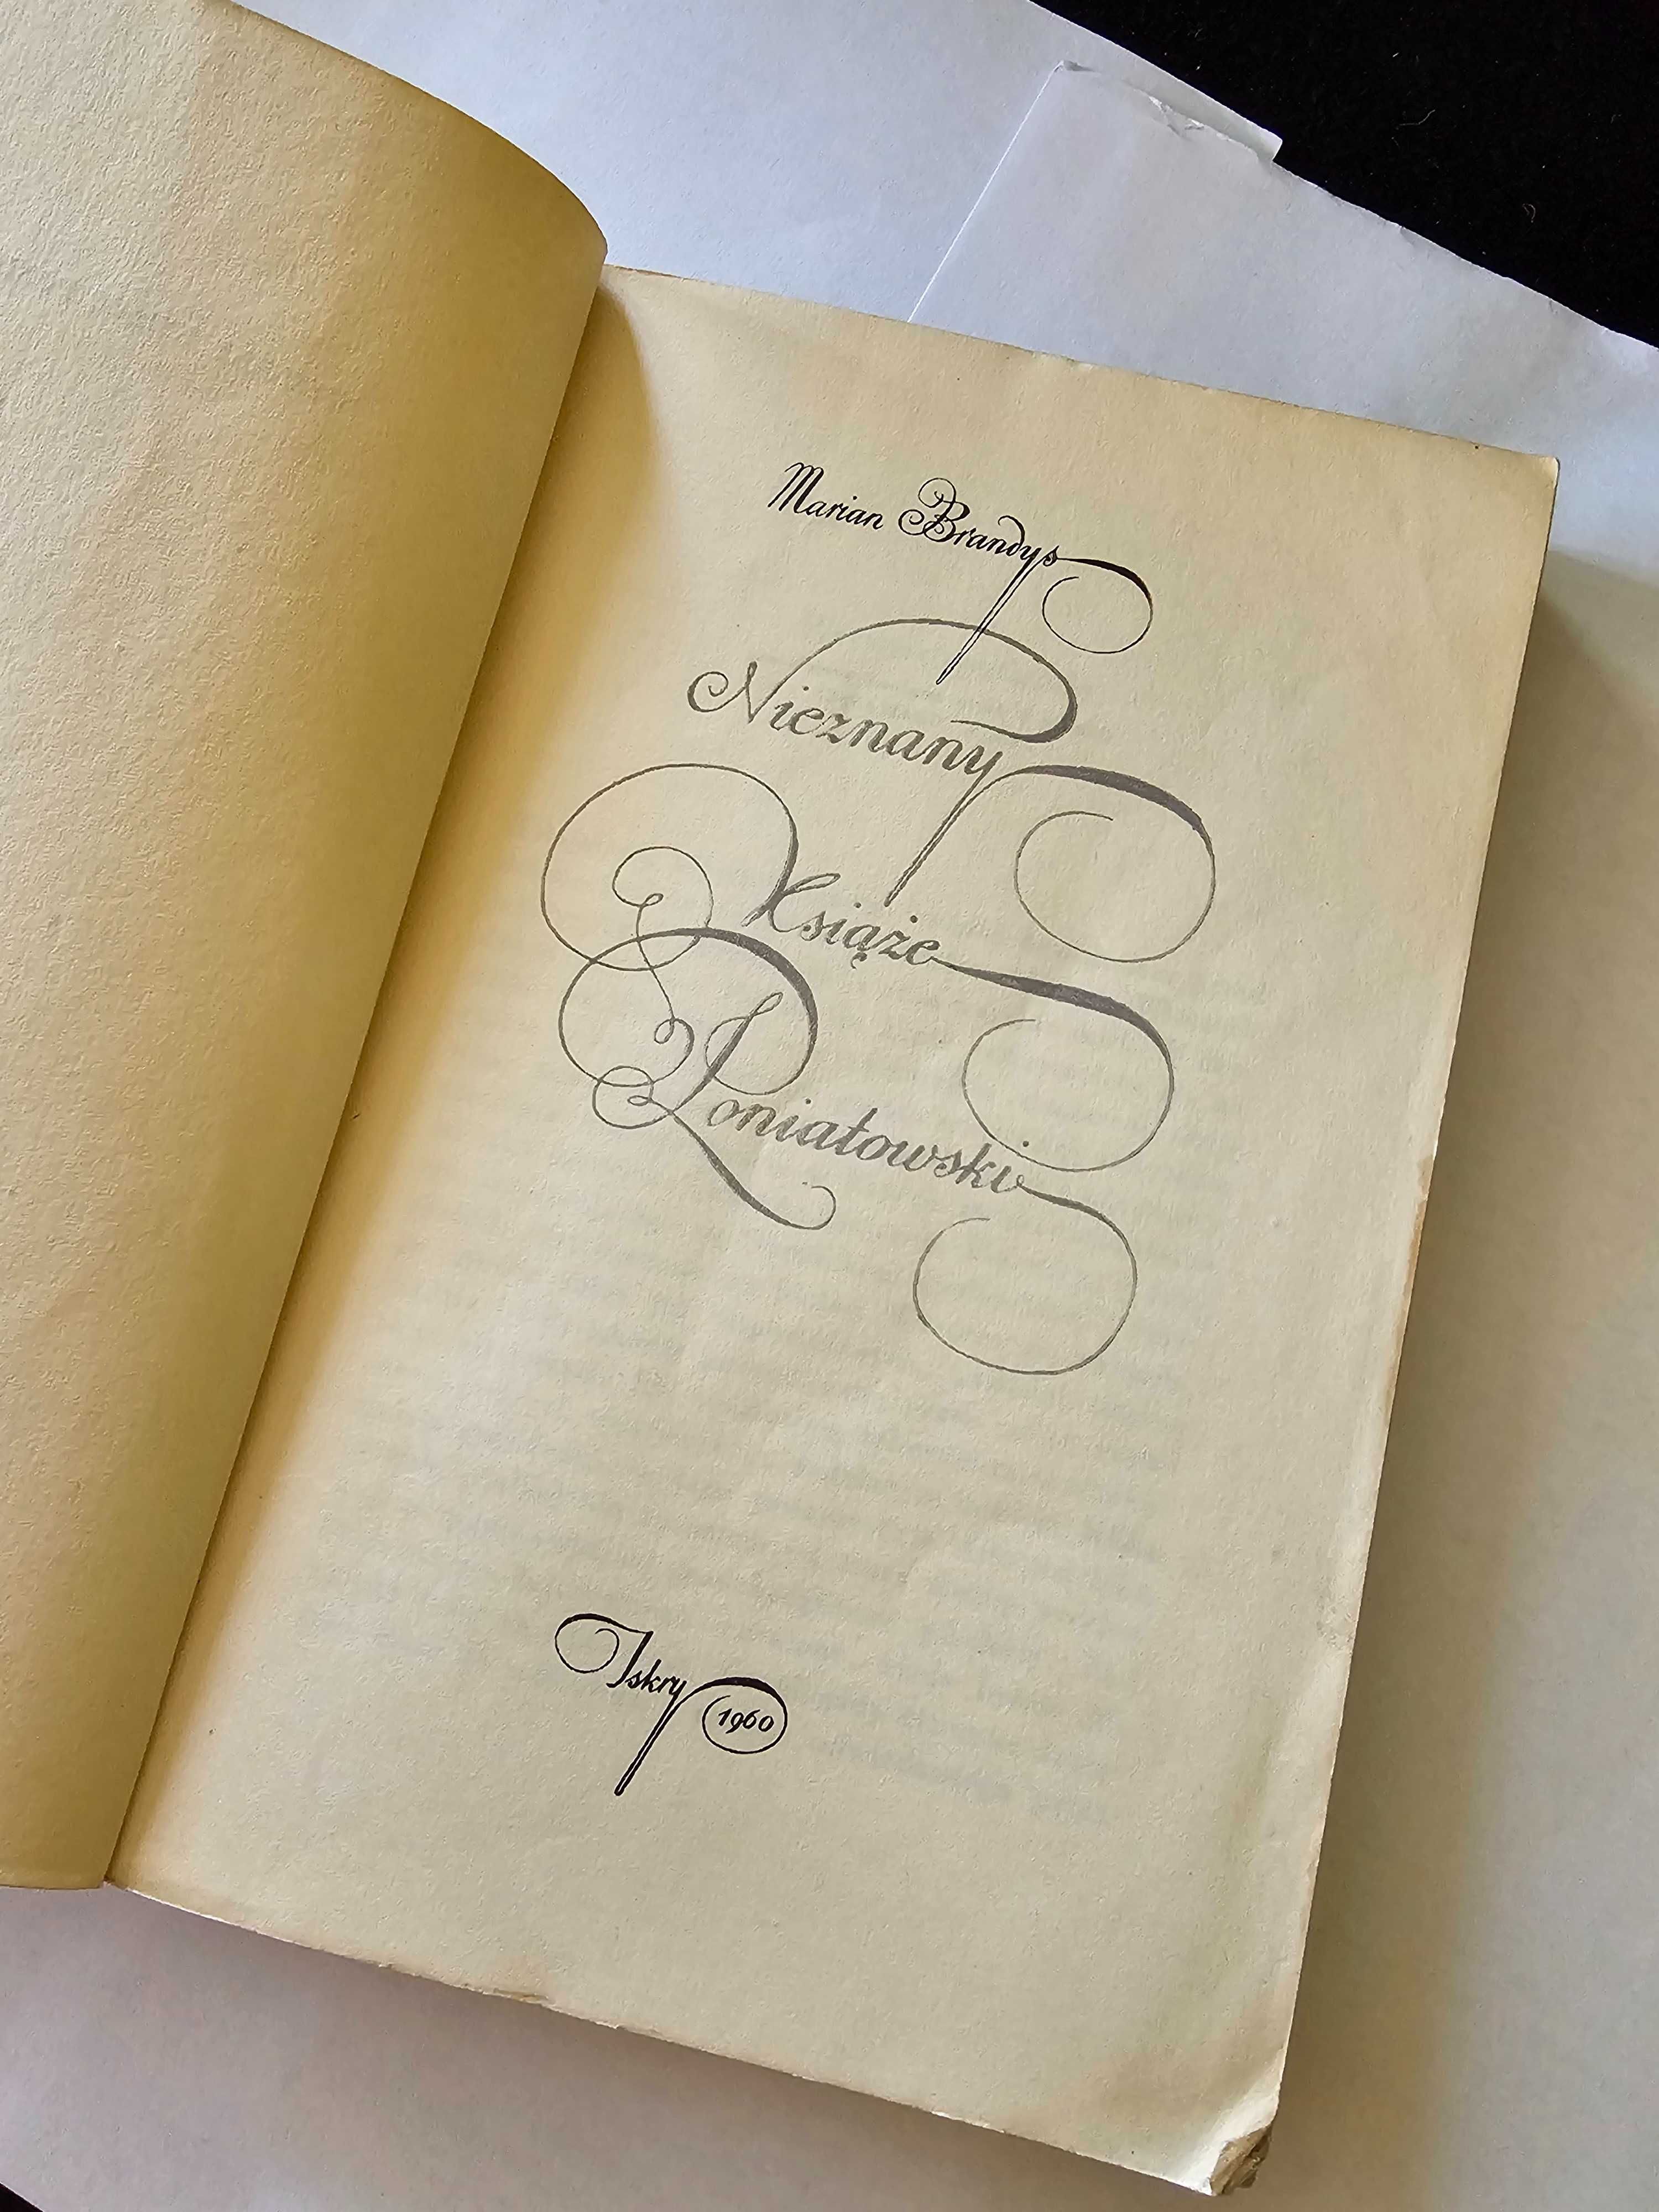 Marian Brandys
Nieznany
Książę
Poniatowski
Iskry
1960